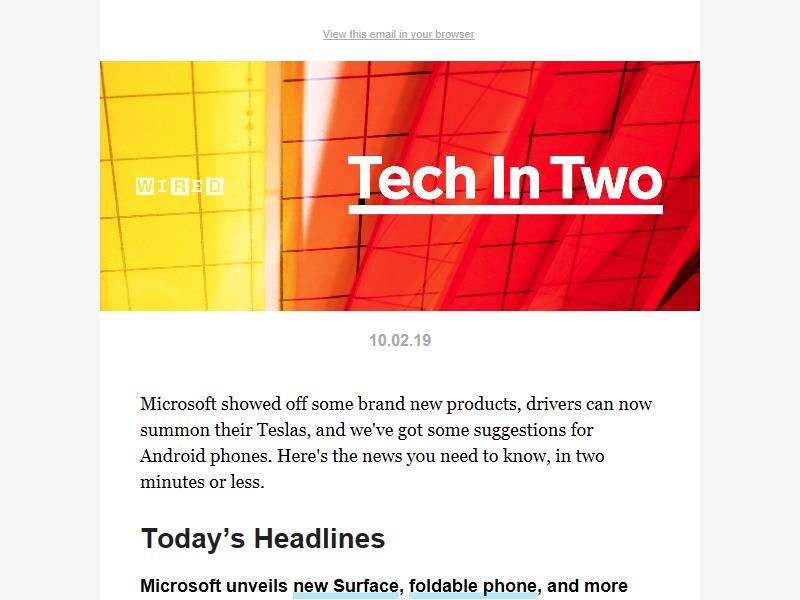 View this email in your browser
WIRED
Tech In Two
10.02.19
Microsoft showed off some brand new products, drivers can now
summon their Teslas, and we've got some suggestions for
Android phones. Here's the news you need to know, in two
minutes or less.
Today’s Headlines
Microsoft unveils new Surface, foldable phone, and more